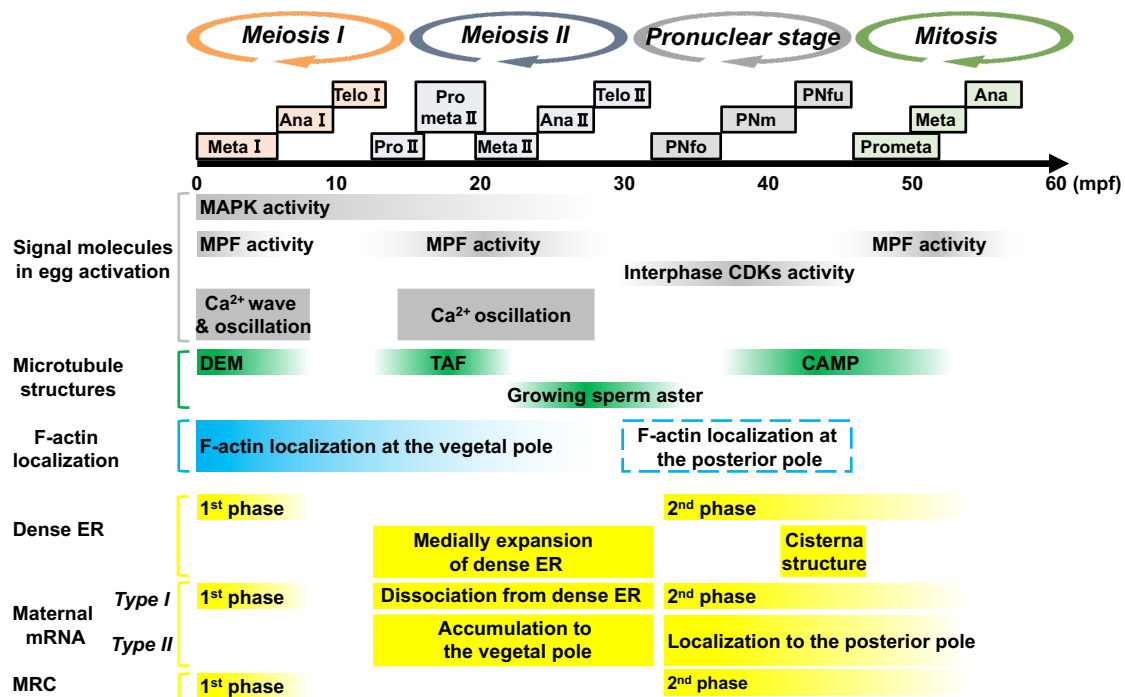 Meiosis I
Meiosis II
Pronuclear stage
Mitosis
Telo I
Pro
meta II
Telo II
PNfu
Ana
Ana I
Ana II
PNm
Meta
Meta I
Pro II
Meta II
PNfo
Prometa
0 10 20 30 40 50 60 (mpf)
Signal molecules
in egg activation
MAPK activity
MPF activity
MPF activity
MPF activity
Interphase CDKs activity
Ca2+ wave
& oscillation
Ca2+ oscillation
Microtubule
structures
DEM
TAF
CAMP
Growing sperm aster
F-actin
localization
F-actin localization at the vegetal pole
F-actin localization at
the posterior pole
Dense ER
1st phase
2nd phase
Medially expansion
of dense ER
Cisterna
structure
Maternal
mRNA
Type I
1st phase
Dissociation from dense ER
2nd phase
Type II
Accumulation to
the vegetal pole
Localization to the posterior pole
MRC
1st phase
2nd phase